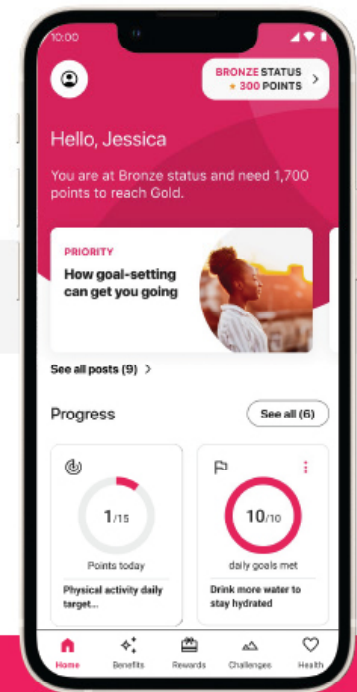 10:00
BRONZE STATUS
★ 300 POINTS
Hello, Jessica
You are at Bronze status and need 1,700
points to reach Gold.
PRIORITY
How goal-setting
can get you going
See all posts (9)
Progress
See all (6)
1/15
Points today
Physical activity daily
target...
10/10
daily goals met
Drink more water to
stay hydrated
Home
Benefits
Rewards
Challenges
Health